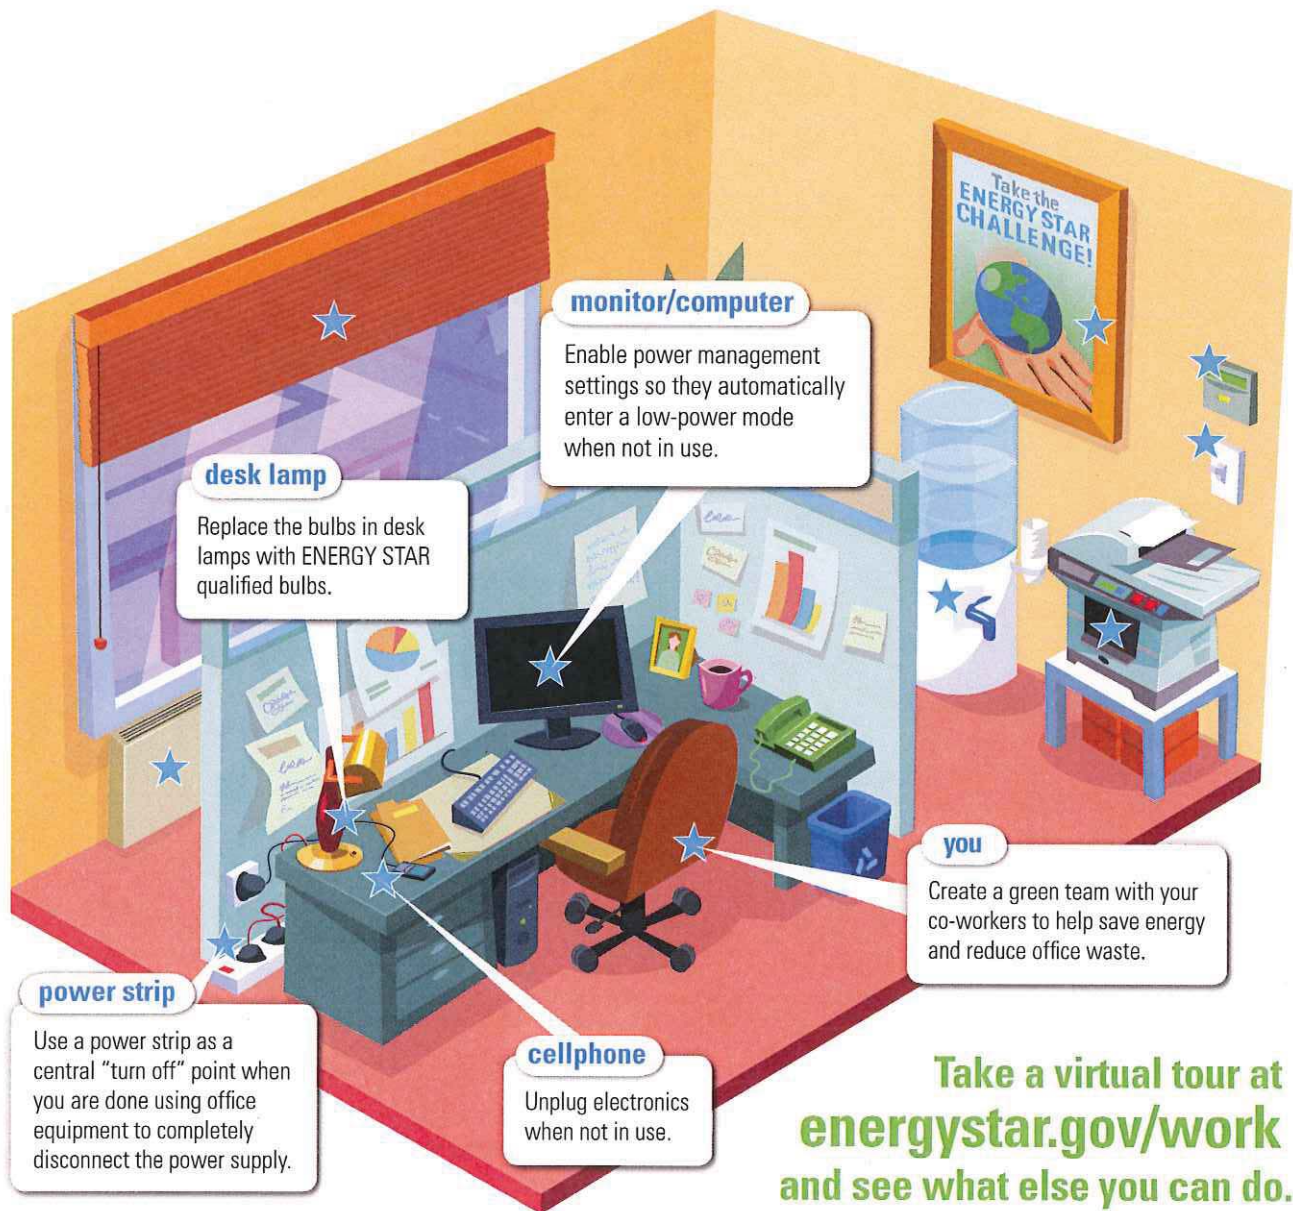 Take the
ENERGY STAR
CHALLENGE!
monitor/computer
Enable power management
settings so they automatically
enter a low-power mode
when not in use.
desk lamp
Replace the bulbs in desk
lamps with ENERGY STAR
qualified bulbs.
you
Create a green team with your
co-workers to help save energy
and reduce office waste.
power strip
Use a power strip as a
central “turn off” point when
you are done using office
equipment to completely
disconnect the power supply.
cellphone
Unplug electronics
when not in use.
Take a virtual tour at
energystar.gov/work
and see what else you can do.